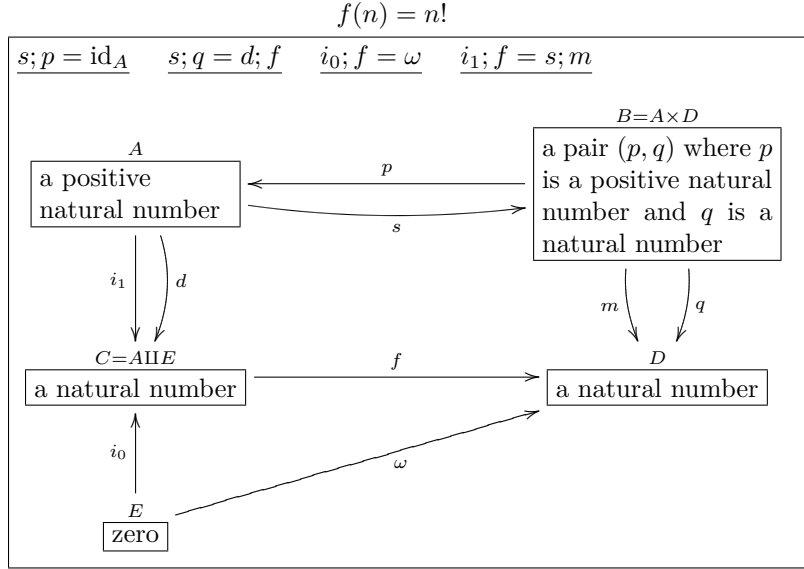 f(n) = n!
s; p = id_A s; q = d; f i_0; f = ω i_1; f = s; m
A
a positive
natural number
B=A×D
a pair (p, q) where p
is a positive natural
number and q is a
natural number
p
s
i_1
d
m
q
C=A⨿E
a natural number
f
D
a natural number
i_0
ω
E
zero